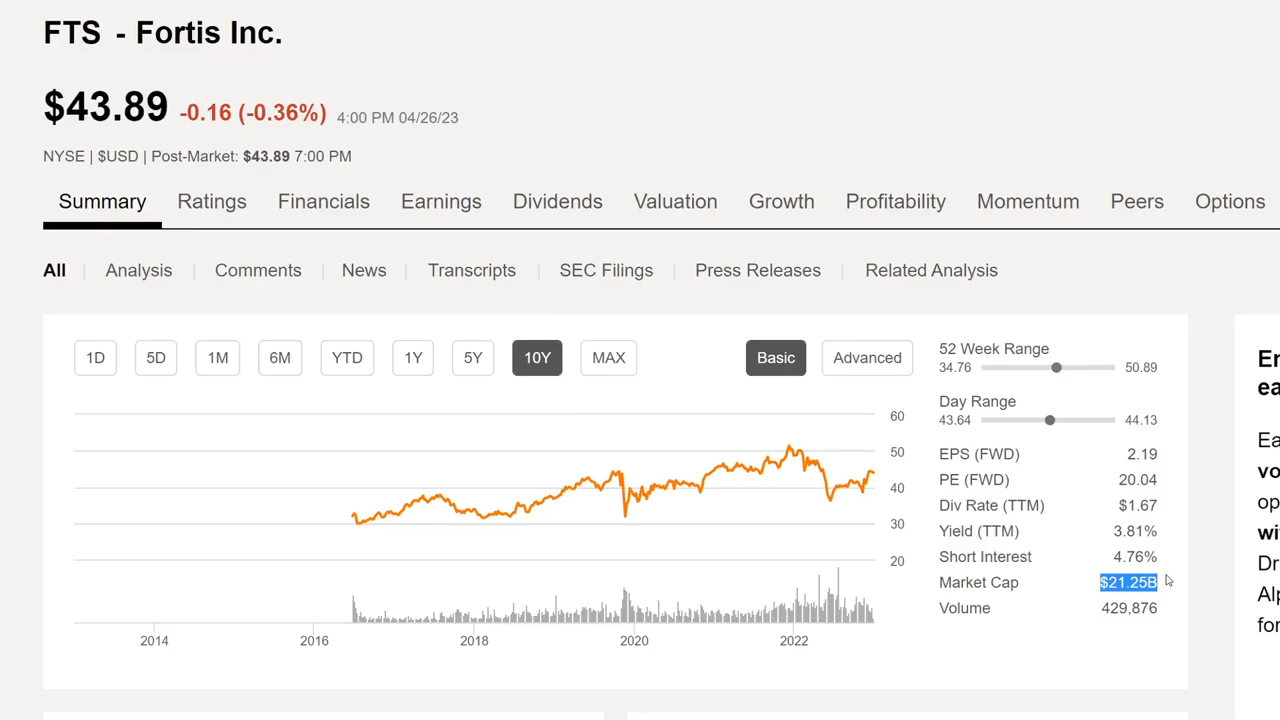 FTS - Fortis Inc.
$43.89 -0.16 (-0.36%) 4:00 PM 04/26/23
NYSE | $USD | Post-Market: $43.89 7:00 PM
Summary Ratings Financials Earnings Dividends Valuation Growth Profitability Momentum Peers Options
All | Analysis | Comments | News | Transcripts | SEC Filings | Press Releases | Related Analysis
1D 5D 1M 6M YTD 1Y 5Y 10Y MAX Basic Advanced
60
50
40
30
20
2014 2016 2018 2020 2022
52 Week Range
34.76 50.89
Day Range
43.64 44.13
EPS (FWD) 2.19
PE (FWD) 20.04
Div Rate (TTM) $1.67
Yield (TTM) 3.81%
Short Interest 4.76%
Market Cap $21.25B
Volume 429,876